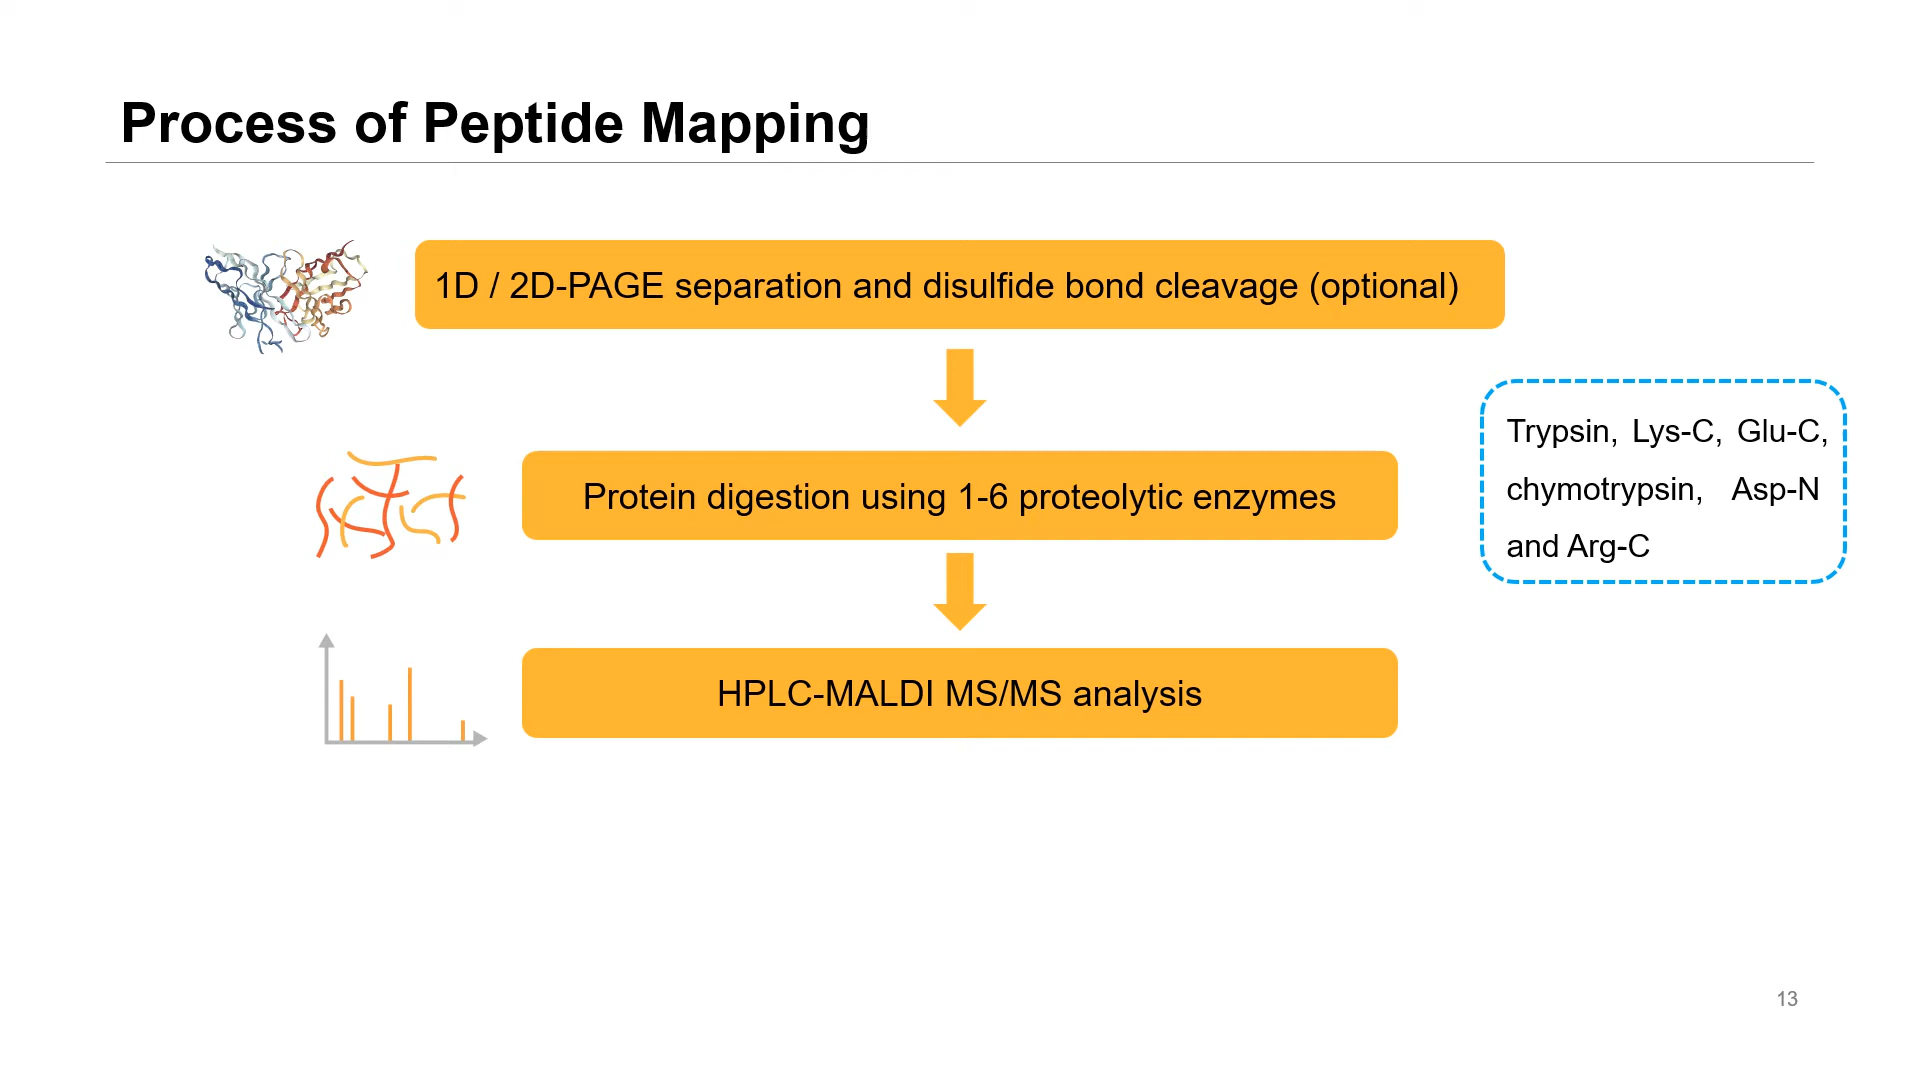 Process of Peptide Mapping
1D / 2D-PAGE separation and disulfide bond cleavage (optional)
Protein digestion using 1-6 proteolytic enzymes
Trypsin, Lys-C, Glu-C,
chymotrypsin, Asp-N
and Arg-C
HPLC-MALDI MS/MS analysis
13